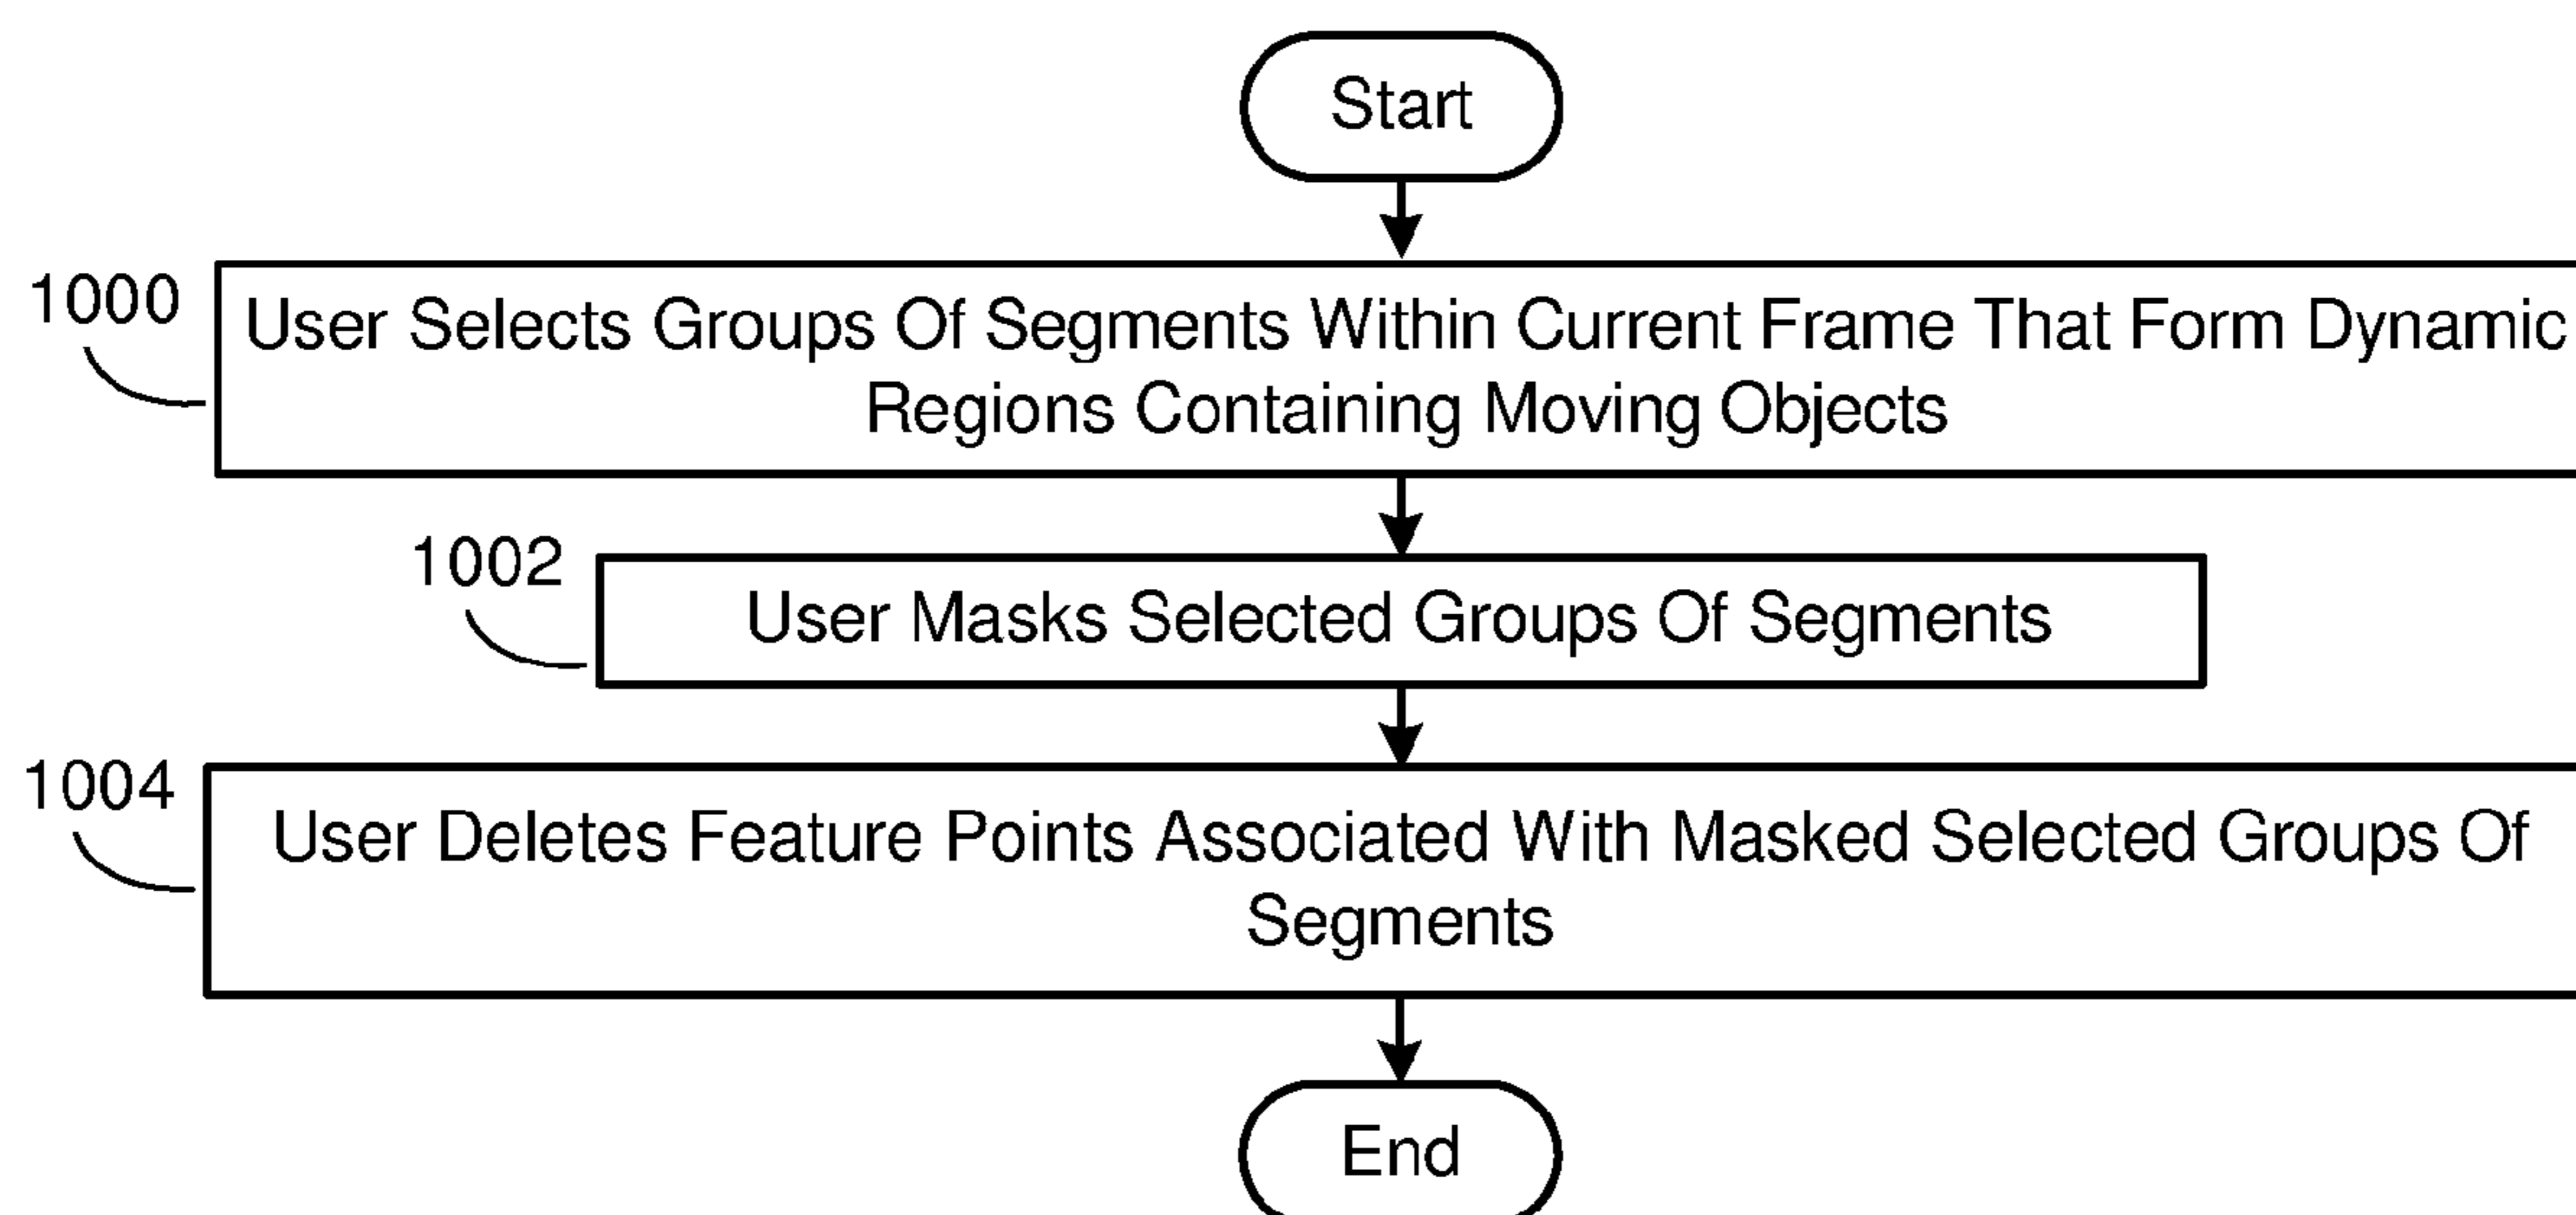 Start
1000
User Selects Groups Of Segments Within Current Frame That Form Dynamic
Regions Containing Moving Objects
1002
User Masks Selected Groups Of Segments
1004
User Deletes Feature Points Associated With Masked Selected Groups Of
Segments
End